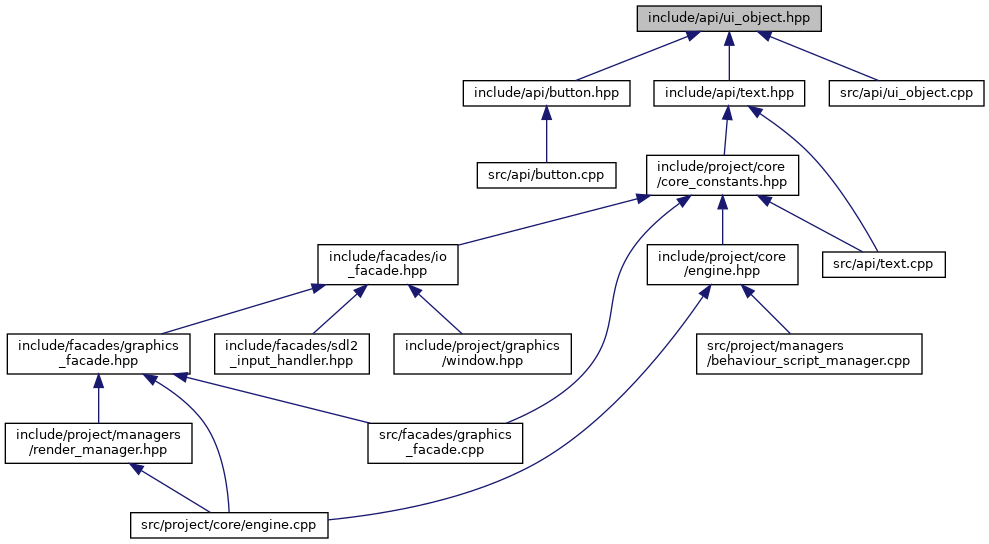 include/api/ui_object.hpp
include/api/button.hpp
include/api/text.hpp
src/api/ui_object.cpp
src/api/button.cpp
include/project/core
/core_constants.hpp
include/facades/io
_facade.hpp
include/project/core
/engine.hpp
src/api/text.cpp
include/facades/graphics
_facade.hpp
include/facades/sdl2
_input_handler.hpp
include/project/graphics
/window.hpp
src/project/managers
/behaviour_script_manager.cpp
include/project/managers
/render_manager.hpp
src/facades/graphics
_facade.cpp
src/project/core/engine.cpp